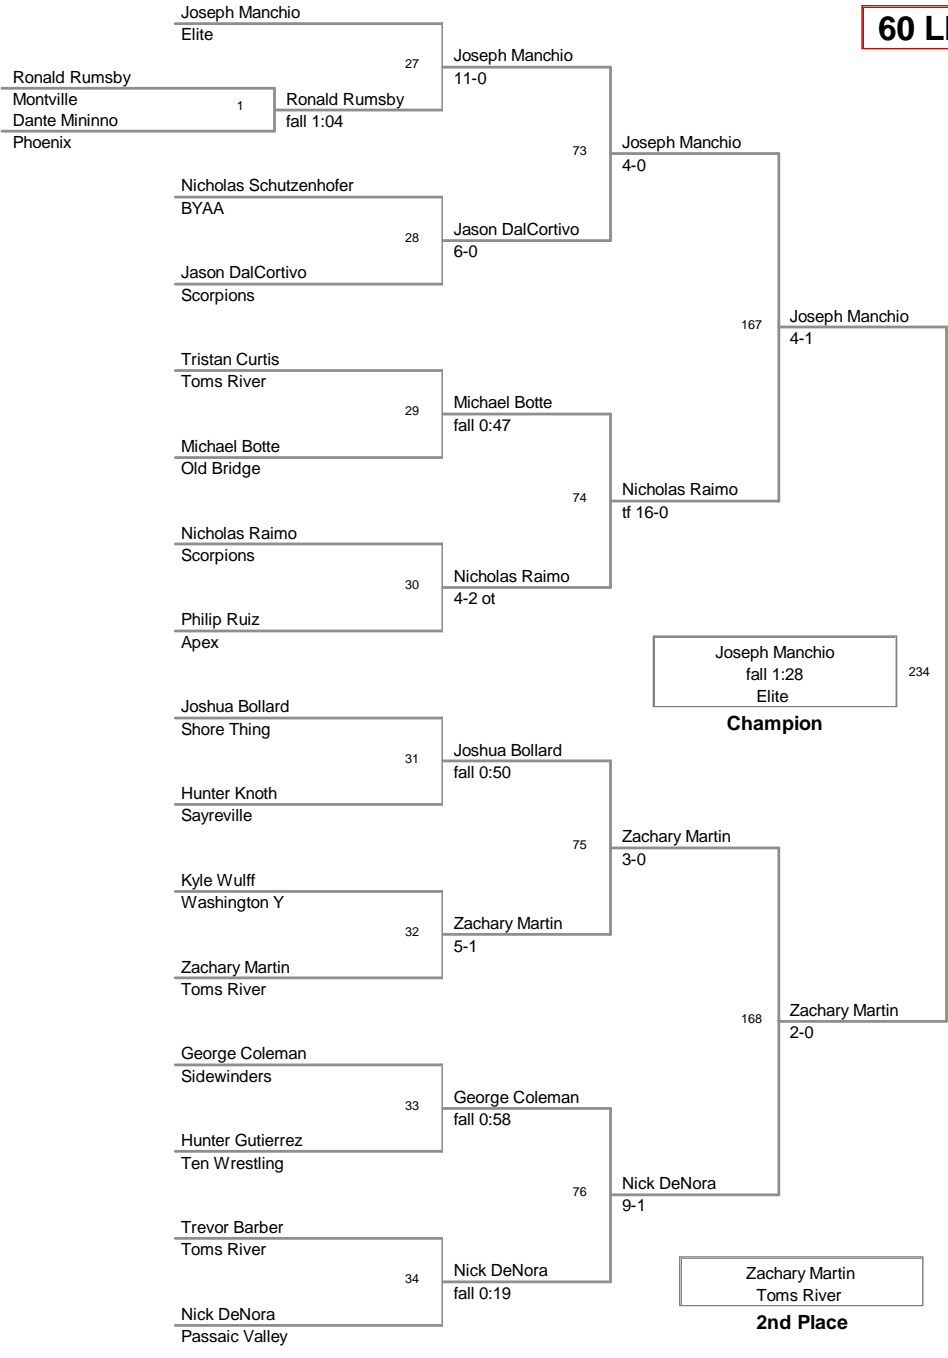 Joseph Manchio
60 L
Elite
27
Joseph Manchio
11-0
Ronald Rumsby
Montville
1
Ronald Rumsby
fall 1:04
Dante Mininno
Phoenix
73
Joseph Manchio
4-0
Nicholas Schutzenhofer
BYAA
28
Jason DalCortivo
6-0
Jason DalCortivo
Scorpions
167
Joseph Manchio
4-1
Tristan Curtis
Toms River
29
Michael Botte
fall 0:47
Michael Botte
Old Bridge
74
Nicholas Raimo
tf 16-0
Nicholas Raimo
Scorpions
30
Nicholas Raimo
4-2 ot
Philip Ruiz
Apex
Joseph Manchio
fall 1:28
Elite
234
Champion
Joshua Bollard
Shore Thing
31
Joshua Bollard
fall 0:50
Hunter Knoth
Sayreville
75
Zachary Martin
3-0
Kyle Wulff
Washington Y
32
Zachary Martin
5-1
Zachary Martin
Toms River
168
Zachary Martin
2-0
George Coleman
Sidewinders
33
George Coleman
fall 0:58
Hunter Gutierrez
Ten Wrestling
76
Nick DeNora
9-1
Trevor Barber
Toms River
34
Nick DeNora
fall 0:19
Nick DeNora
Passaic Valley
Zachary Martin
Toms River
2nd Place